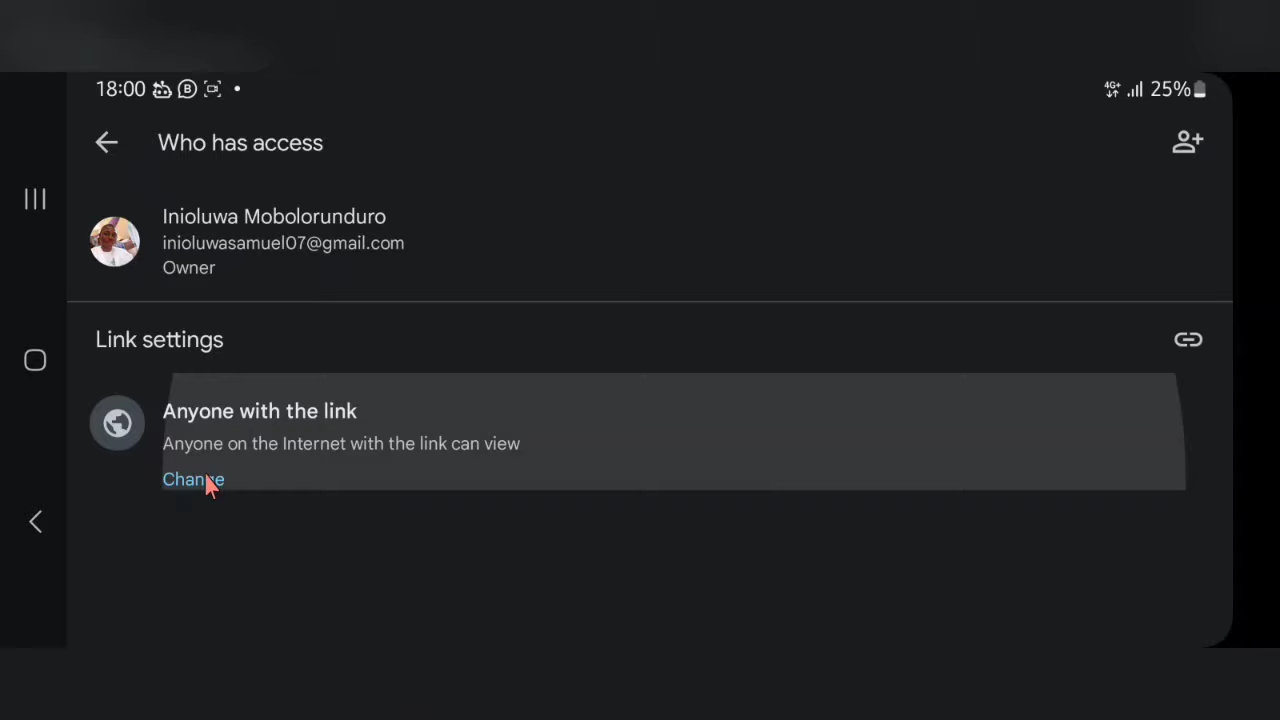 18:00 25%
Who has access
Inioluwa Mobolorunduro
inioluwasamuel07@gmail.com
Owner
Link settings
Anyone with the link
Anyone on the Internet with the link can view
Change